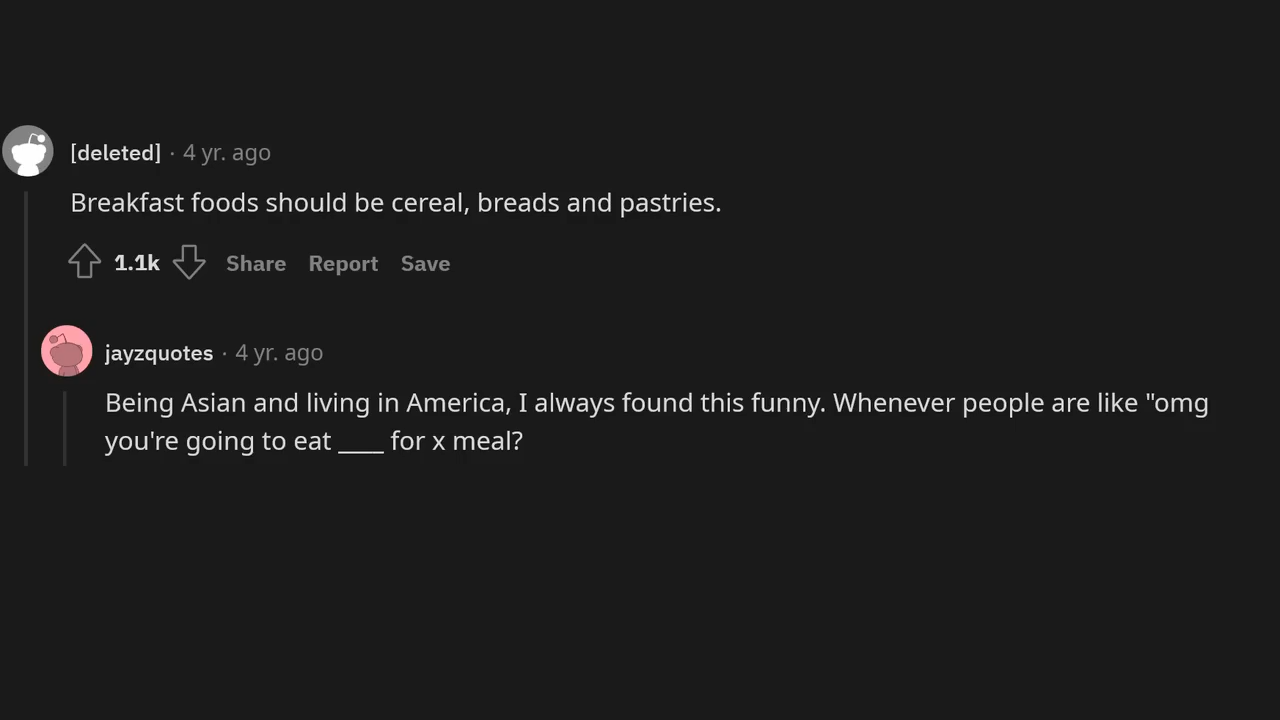 [deleted] · 4 yr. ago
Breakfast foods should be cereal, breads and pastries.
1.1k Share Report Save
jayzquotes · 4 yr. ago
Being Asian and living in America, I always found this funny. Whenever people are like "omg
you're going to eat ____ for x meal?